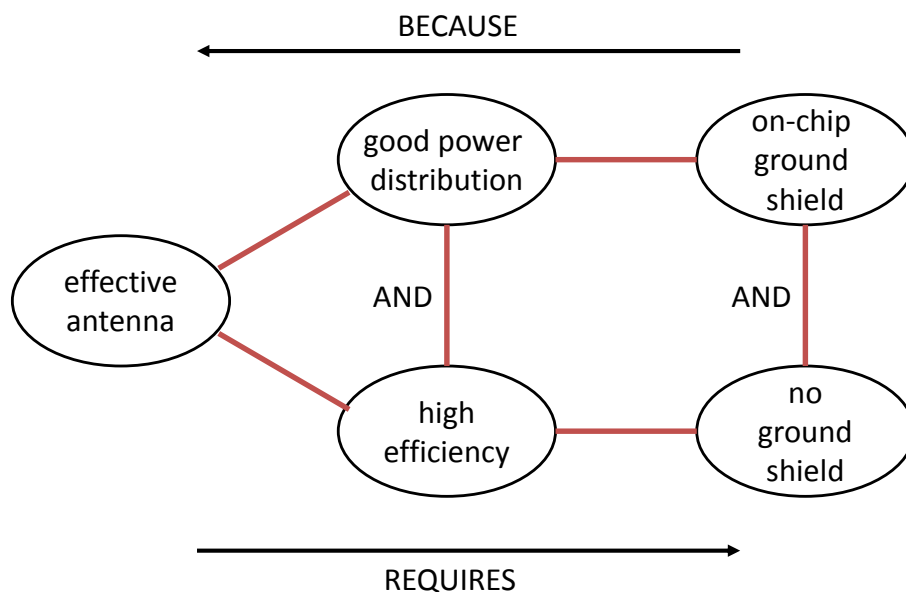 BECAUSE
good power
distribution
on-chip
ground
shield
effective
antenna
AND
AND
high
efficiency
no
ground
shield
REQUIRES